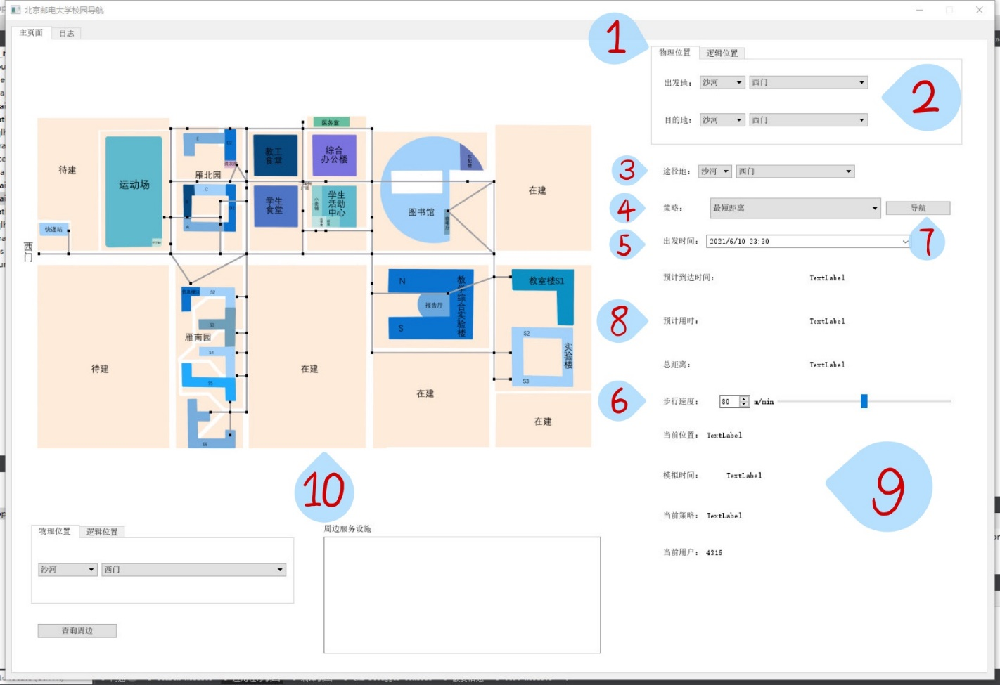 北京邮电大学校园导航
主页面 日志
1
物理位置 逻辑位置
出发地： 沙河 西门
2
目的地： 沙河 西门
3
途径地： 沙河 西门
4
策略： 最短距离 导航
5
出发时间： 2021/6/10 23:30
7
预计到达时间： TextLabel
8
预计用时： TextLabel
总距离： TextLabel
6
步行速度： 80 m/min
当前位置： TextLabel
9
模拟时间： TextLabel
当前策略： TextLabel
当前用户： 4316
待建
运动场
快递站
西门
E
雁北园
C
A
教工食堂
学生食堂
医务室
综合办公楼
学生活动中心
图书馆
在建
待建
S2
S3
雁南园
S4
S5
S6
在建
N
报告厅
S
教学综合实验楼
在建
教室楼S1
S2
实验楼
S3
在建
10
物理位置 逻辑位置
沙河 西门
查询周边
周边服务设施